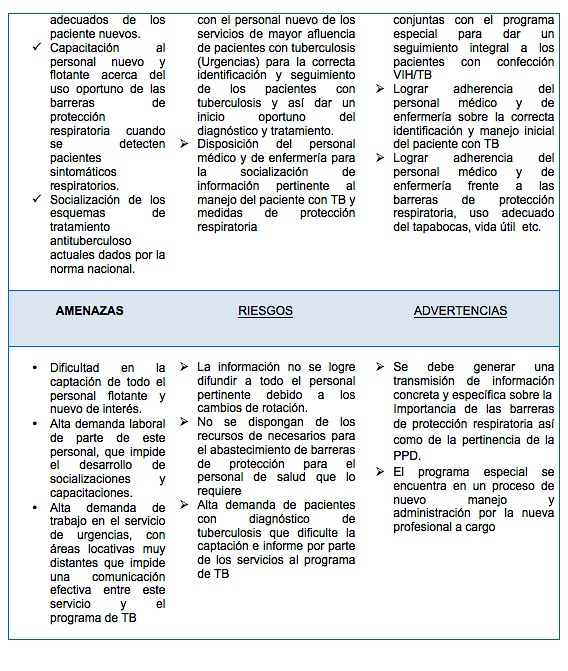 adecuados de los
paciente nuevos.
✓ Capacitación al
personal nuevo y
flotante acerca del
uso oportuno de las
barreras de
protección
respiratoria cuando
se detecten
pacientes
sintomáticos
respiratorios.
✓ Socialización de los
esquemas de
tratamiento
antituberculoso
actuales dados por la
norma nacional.
con el personal nuevo de los
servicios de mayor afluencia
de pacientes con tuberculosis
(Urgencias) para la correcta
identificación y seguimiento
de los pacientes con
tuberculosis y así dar un
inicio oportuno del
diagnóstico y tratamiento.
➢ Disposición del personal
médico y de enfermería para
la socialización de
información pertinente al
manejo del paciente con TB y
medidas de protección
respiratoria
conjuntas con el programa
especial para dar un
seguimiento integral a los
pacientes con confección
VIH/TB
➢ Lograr adherencia del
personal médico y de
enfermería sobre la correcta
identificación y manejo inicial
del paciente con TB
➢ Lograr adherencia del
personal médico y de
enfermería frente a las
barreras de protección
respiratoria, uso adecuado
del tapabocas, vida útil etc.
AMENAZAS
RIESGOS
ADVERTENCIAS
• Dificultad en la
captación de todo el
personal flotante y
nuevo de interés.
• Alta demanda laboral
de parte de este
personal, que impide
el desarrollo de
socializaciones y
capacitaciones.
• Alta demanda de
trabajo en el servicio
de urgencias, con
áreas locativas muy
distantes que impide
una comunicación
efectiva entre este
servicio y el
programa de TB
➢ La información no se logre
difundir a todo el personal
pertinente debido a los
cambios de rotación.
➢ No se dispongan de los
recursos de necesarios para
el abastecimiento de barreras
de protección para el
personal de salud que lo
requiere
➢ Alta demanda de pacientes
con diagnóstico de
tuberculosis que dificulte la
captación e informe por parte
de los servicios al programa
de TB
➢ Se debe generar una
transmisión de información
concreta y específica sobre la
Importancia de las barreras
de protección respiratoria así
como de la pertinencia de la
PPD.
➢ El programa especial se
encuentra en un proceso de
nuevo manejo y
administración por la nueva
profesional a cargo